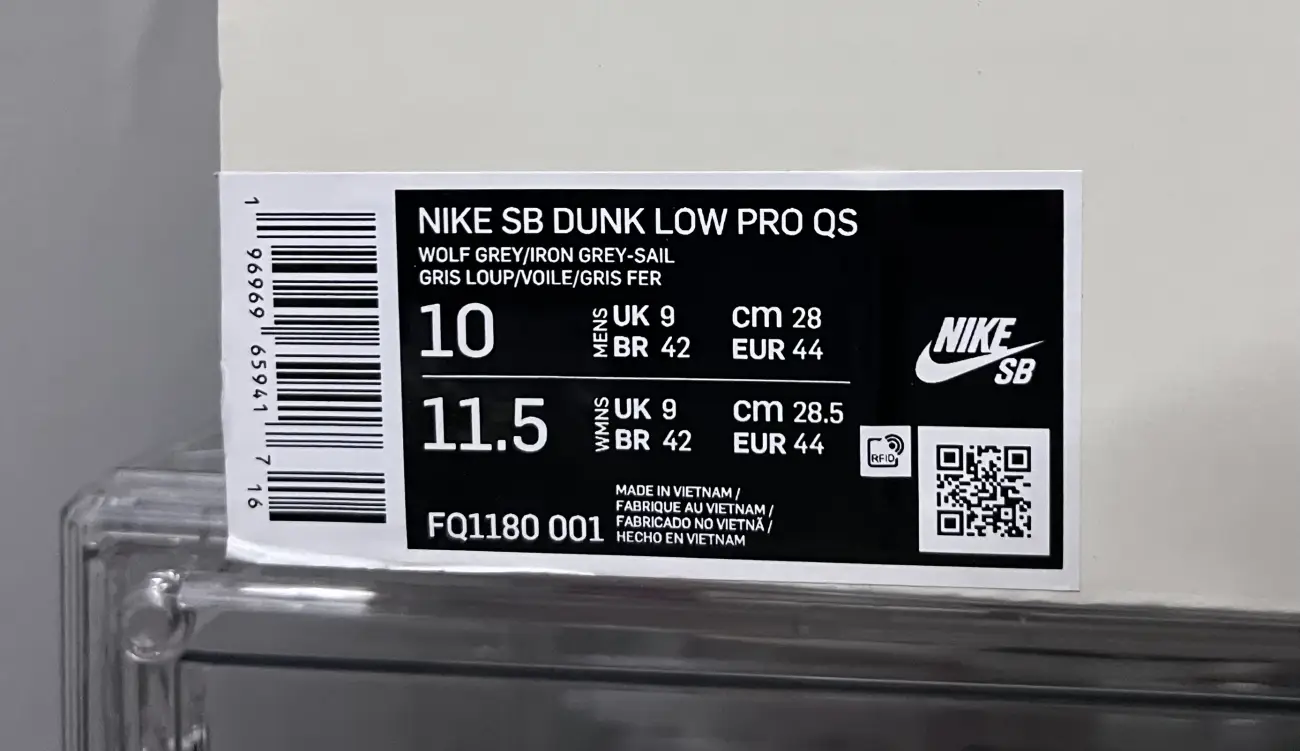 1 96969 65941 7 16
NIKE SB DUNK LOW PRO QS
WOLF GREY/IRON GREY-SAIL
GRIS LOUP/VOILE/GRIS FER
10
MENS
UK 9 cm 28
BR 42 EUR 44
11.5
WMNS
UK 9 cm 28.5
BR 42 EUR 44
FQ1180 001
MADE IN VIETNAM /
FABRIQUE AU VIETNAM /
FABRICADO NO VIETNÃ /
HECHO EN VIETNAM
NIKE
SB
RFID